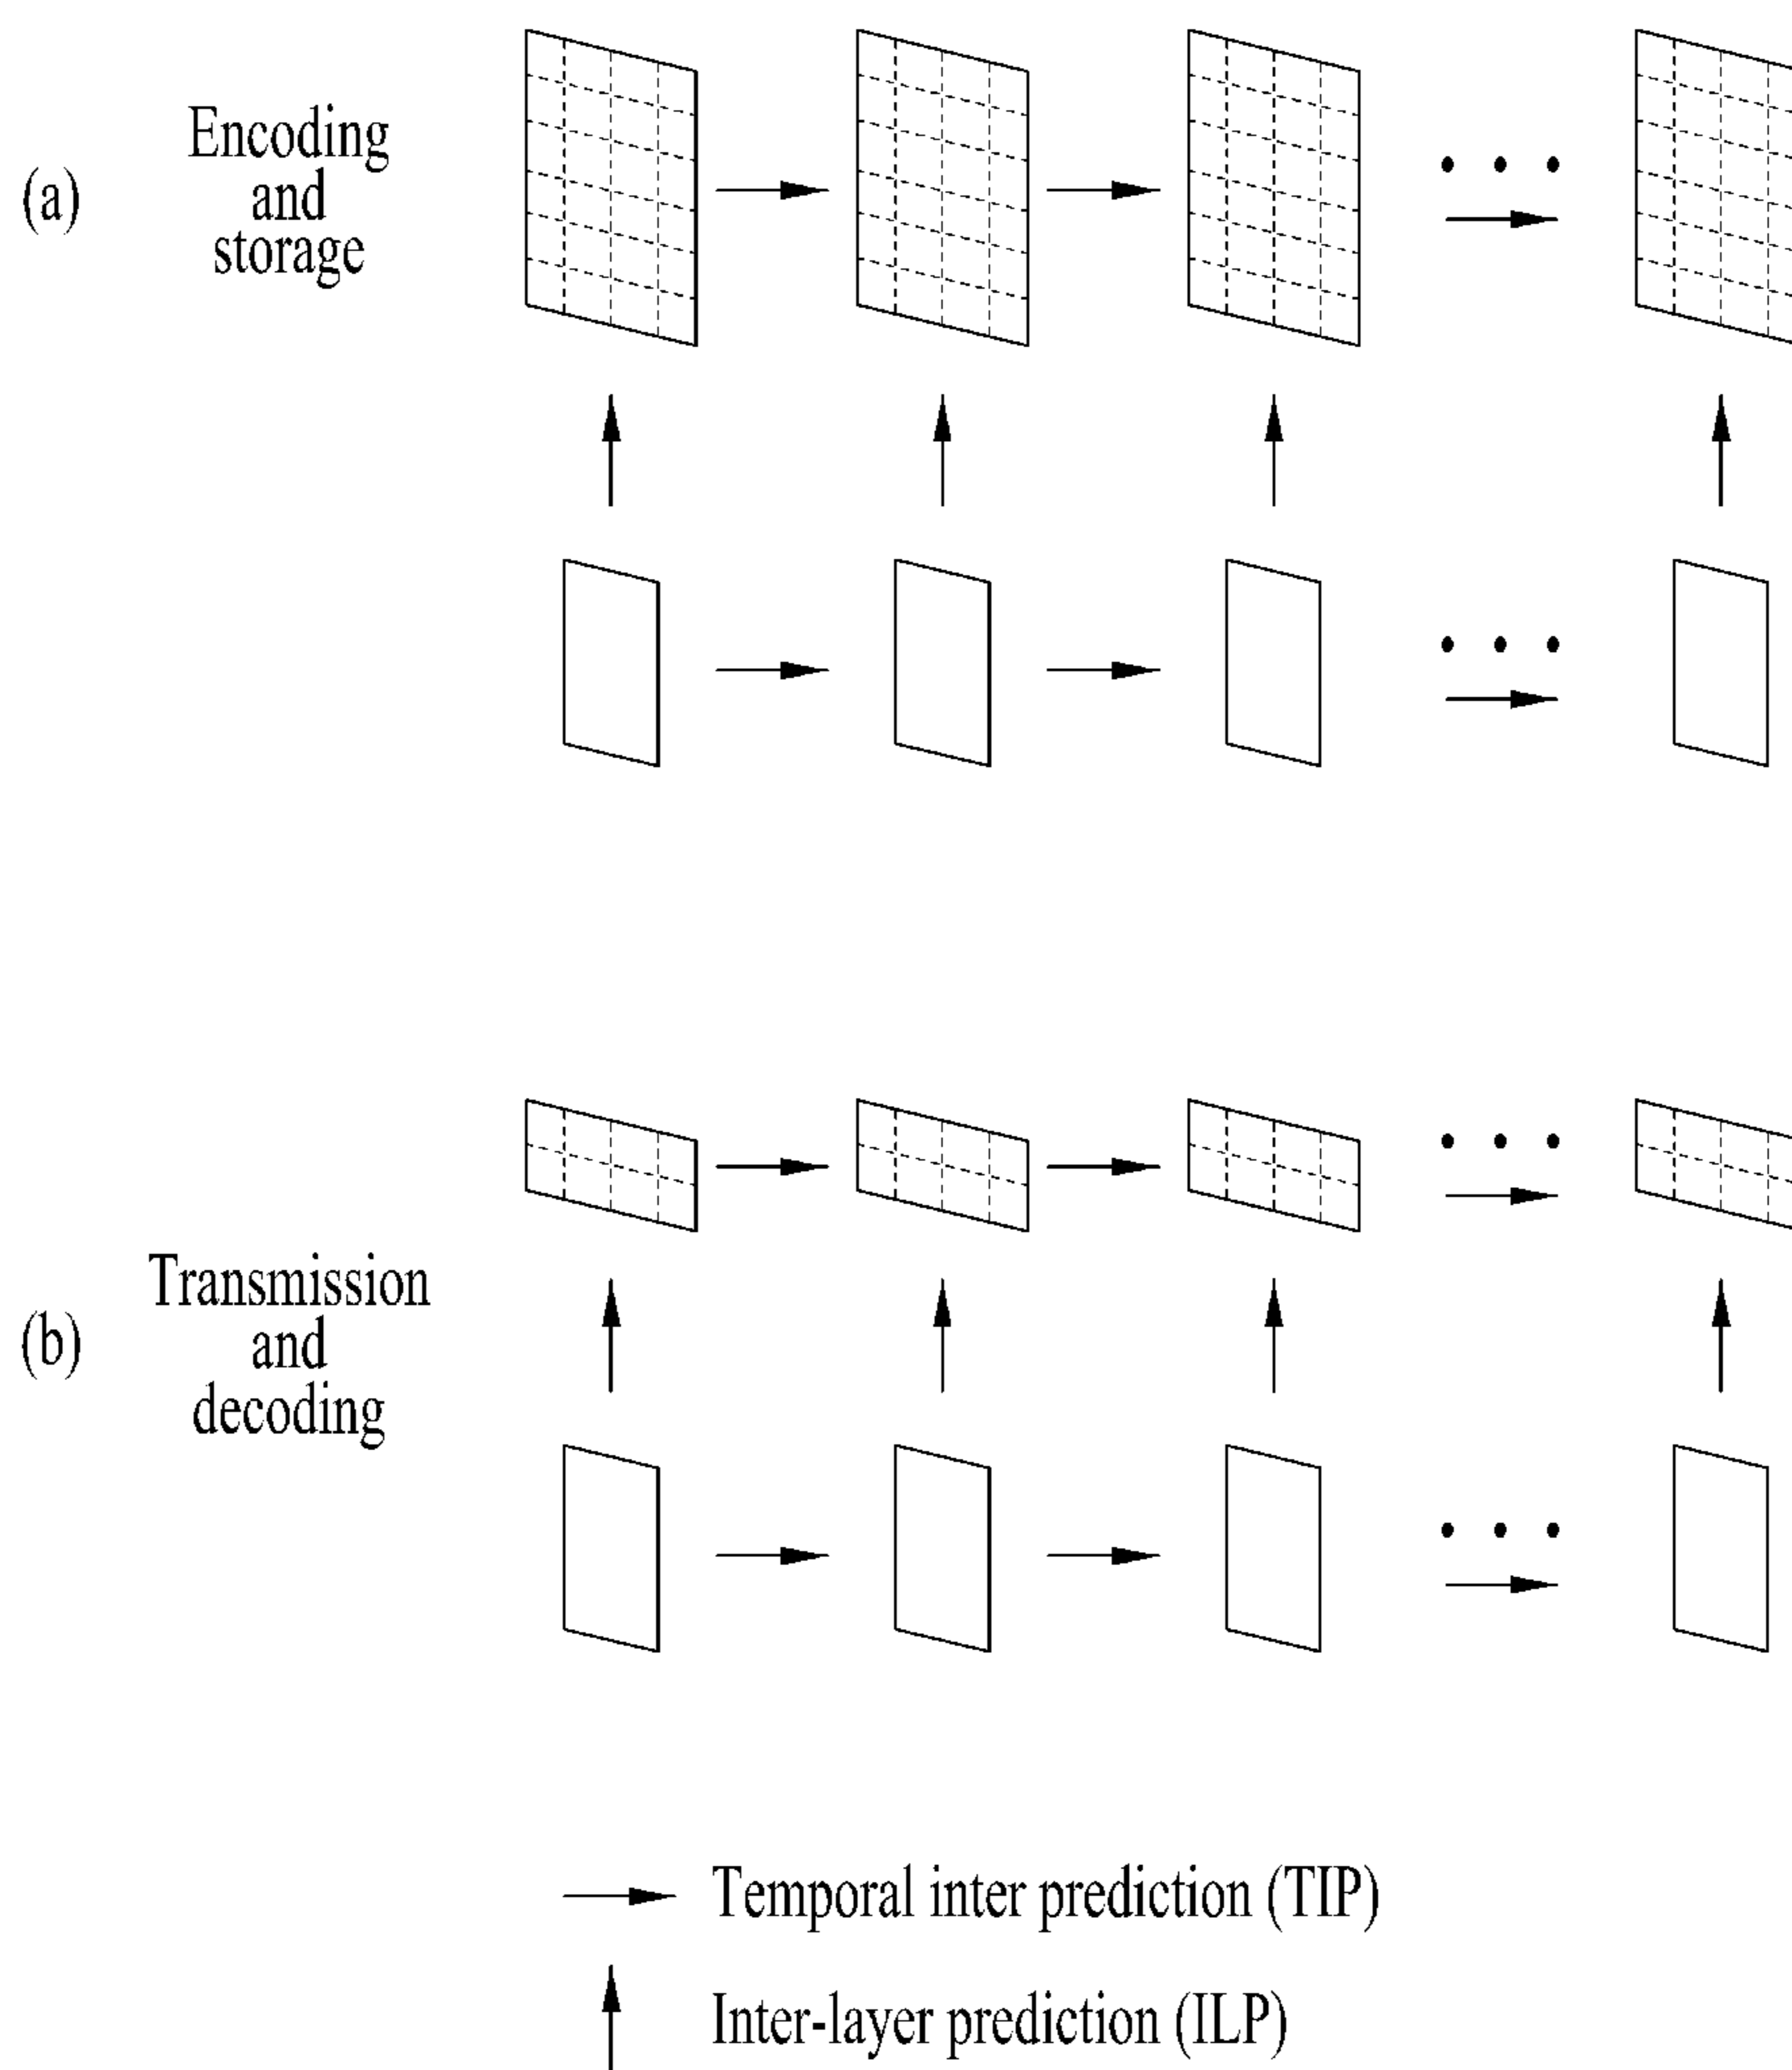 (a)
Encoding
and
storage
(b)
Transmission
and
decoding
Temporal inter prediction (TIP)
Inter-layer prediction (ILP)